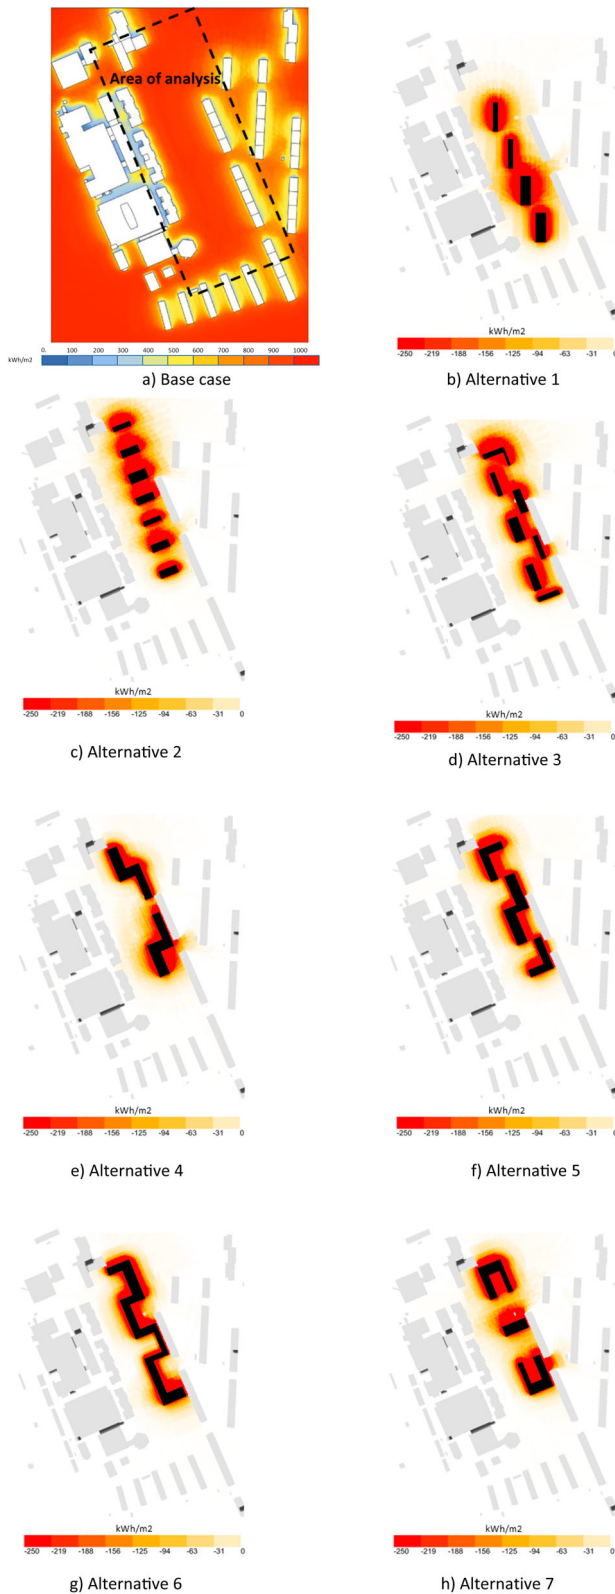 Area of analysis
kWh/m2
0. 100 200 300 400 500 600 700 800 900 1000
a) Base case
kWh/m2
-250 -219 -188 -156 -125 -94 -63 -31 0
b) Alternative 1
kWh/m2
-250 -219 -188 -156 -125 -94 -63 -31 0
c) Alternative 2
kWh/m2
-250 -219 -188 -156 -125 -94 -63 -31 0
d) Alternative 3
kWh/m2
-250 -219 -188 -156 -125 -94 -63 -31 0
e) Alternative 4
kWh/m2
-250 -219 -188 -156 -125 -94 -63 -31 0
f) Alternative 5
kWh/m2
-250 -219 -188 -156 -125 -94 -63 -31 0
g) Alternative 6
kWh/m2
-250 -219 -188 -156 -125 -94 -63 -31 0
h) Alternative 7